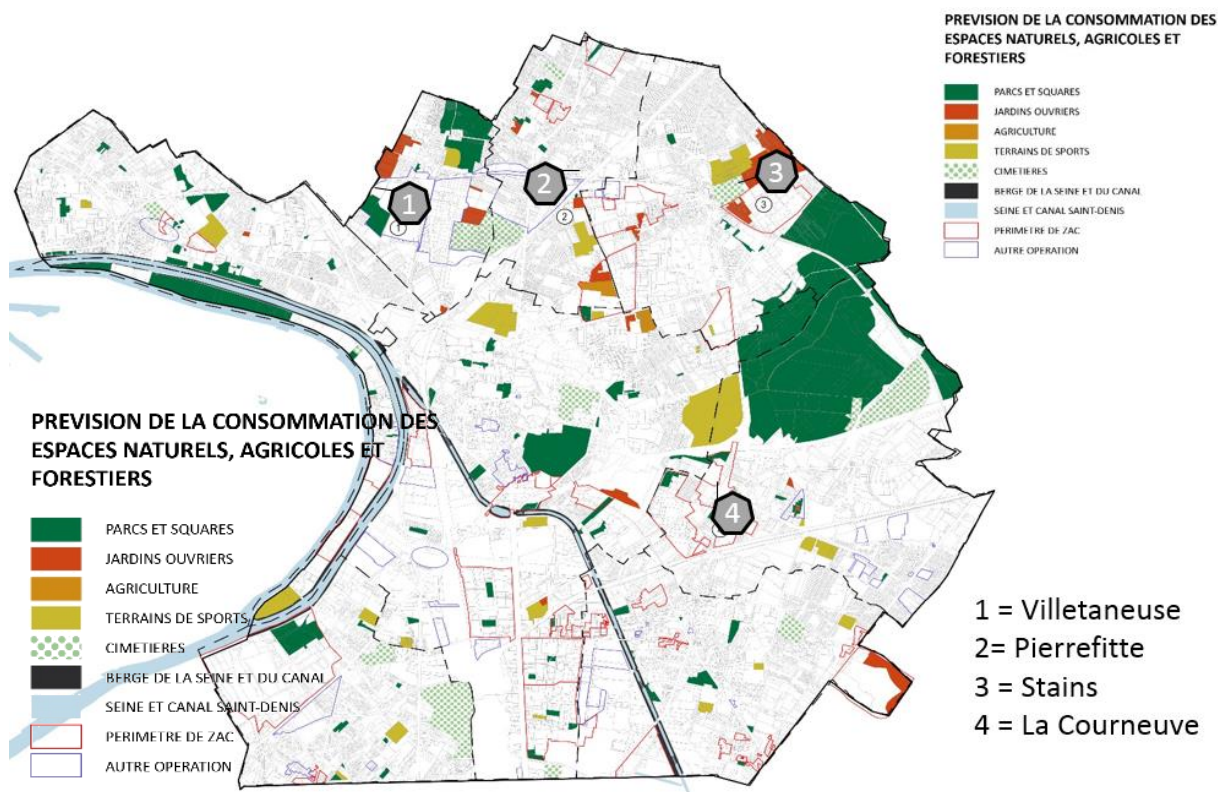 PREVISION DE LA CONSOMMATION DES
ESPACES NATURELS, AGRICOLES ET
FORESTIERS
PARCS ET SQUARES
JARDINS OUVRIERS
AGRICULTURE
TERRAINS DE SPORTS
CIMETIERES
BERGE DE LA SEINE ET DU CANAL
SEINE ET CANAL SAINT-DENIS
PERIMETRE DE ZAC
AUTRE OPERATION
1
2
3
1
2
3
4
PREVISION DE LA CONSOMMATION DES
ESPACES NATURELS, AGRICOLES ET
FORESTIERS
PARCS ET SQUARES
JARDINS OUVRIERS
AGRICULTURE
TERRAINS DE SPORTS
CIMETIERES
BERGE DE LA SEINE ET DU CANAL
SEINE ET CANAL SAINT-DENIS
PERIMETRE DE ZAC
AUTRE OPERATION
1 = Villetaneuse
2= Pierrefitte
3 = Stains
4 = La Courneuve